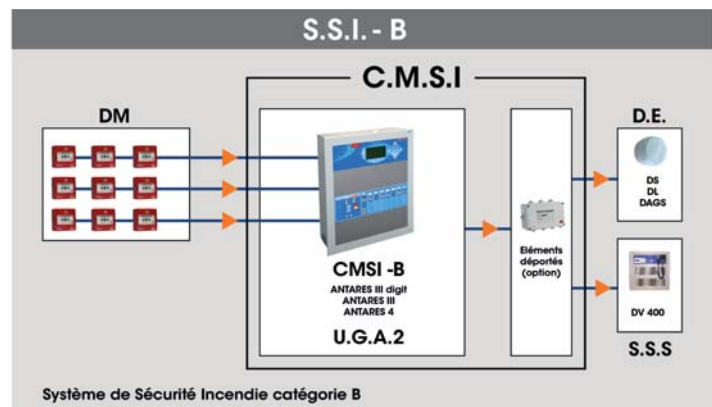 S.S.I. - B
C.M.S.I
DM
D.E.
DS
DL
DAGS
CMSI -B
ANTARES III digit
ANTARES III
ANTARES 4
U.G.A.2
Eléments
déportés
(option)
DV 400
S.S.S
Système de Sécurité Incendie catégorie B